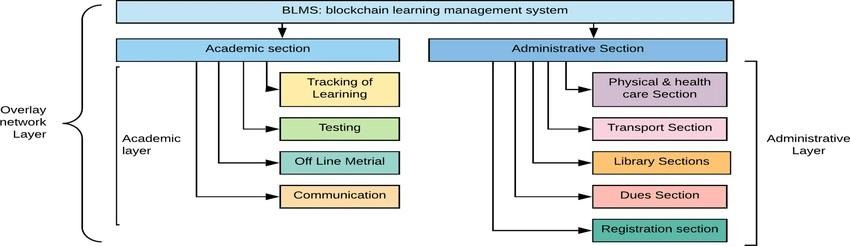 BLMS: blockchain learning management system
Academic section
Administrative Section
Tracking of
Learining
Physical & health
care Section
Overlay
network
Layer
Academic
layer
Testing
Transport Section
Administrative
Layer
Off Line Metrial
Library Sections
Communication
Dues Section
Registration section